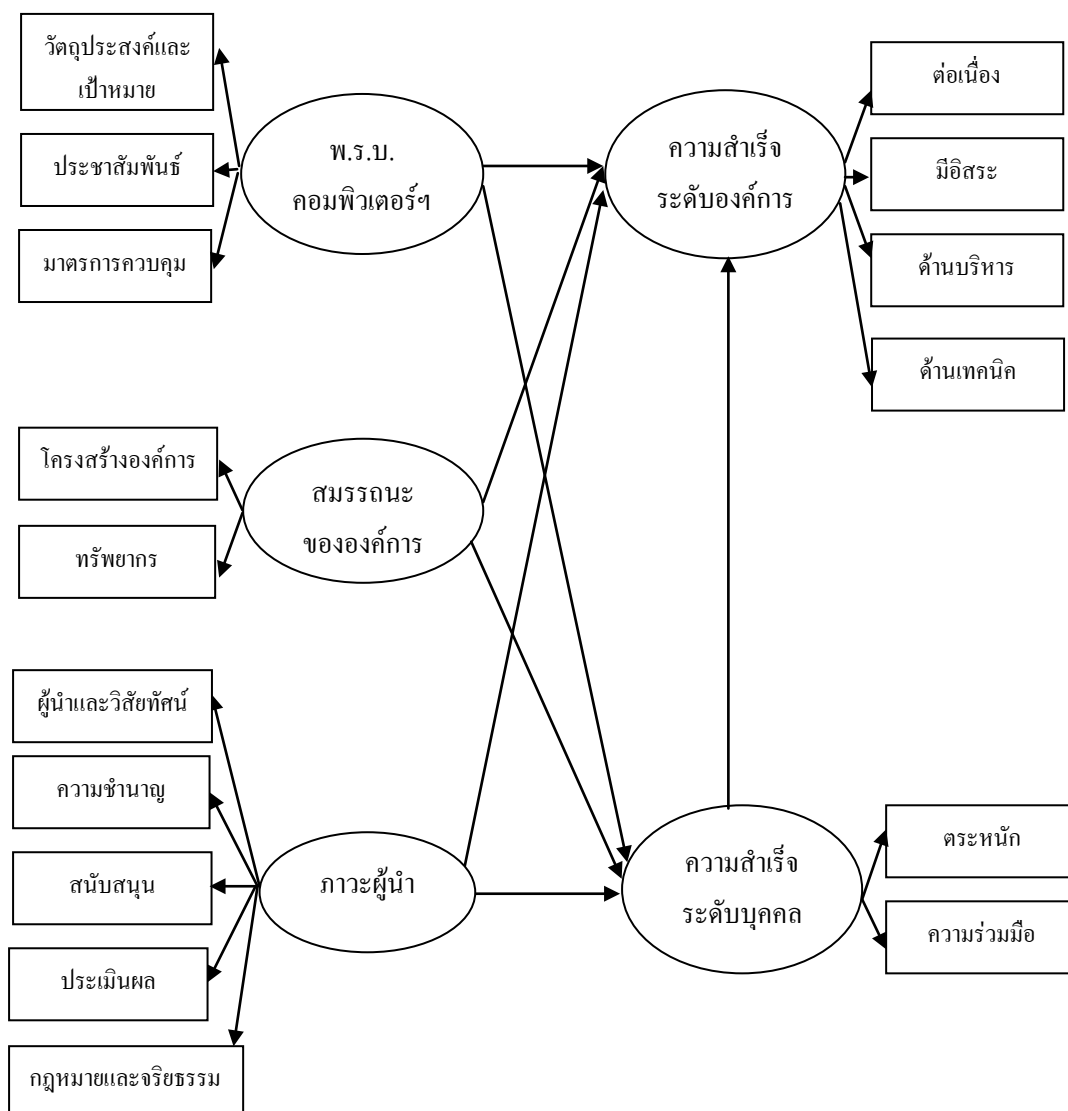 วัตถุประสงค์และ
เป้าหมาย
ประชาสัมพันธ์
มาตรการควบคุม
พ.ร.บ.
คอมพิวเตอร์ฯ
ความสำเร็จ
ระดับองค์การ
ต่อเนื่อง
มีอิสระ
ด้านบริหาร
ด้านเทคนิค
โครงสร้างองค์การ
ทรัพยากร
สมรรถนะ
ขององค์การ
ผู้นำและวิสัยทัศน์
ความชำนาญ
สนับสนุน
ประเมินผล
กฎหมายและจริยธรรม
ภาวะผู้นำ
ความสำเร็จ
ระดับบุคคล
ตระหนัก
ความร่วมมือ